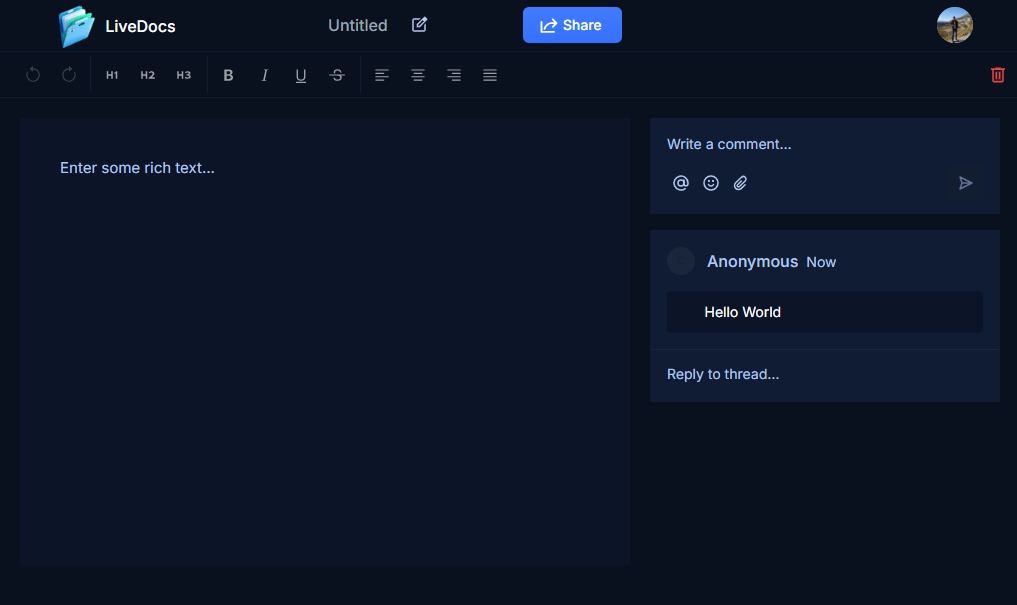 LiveDocs
Untitled
Share
H1 H2 H3 B I U S
Enter some rich text...
Write a comment...
Anonymous Now
Hello World
Reply to thread...